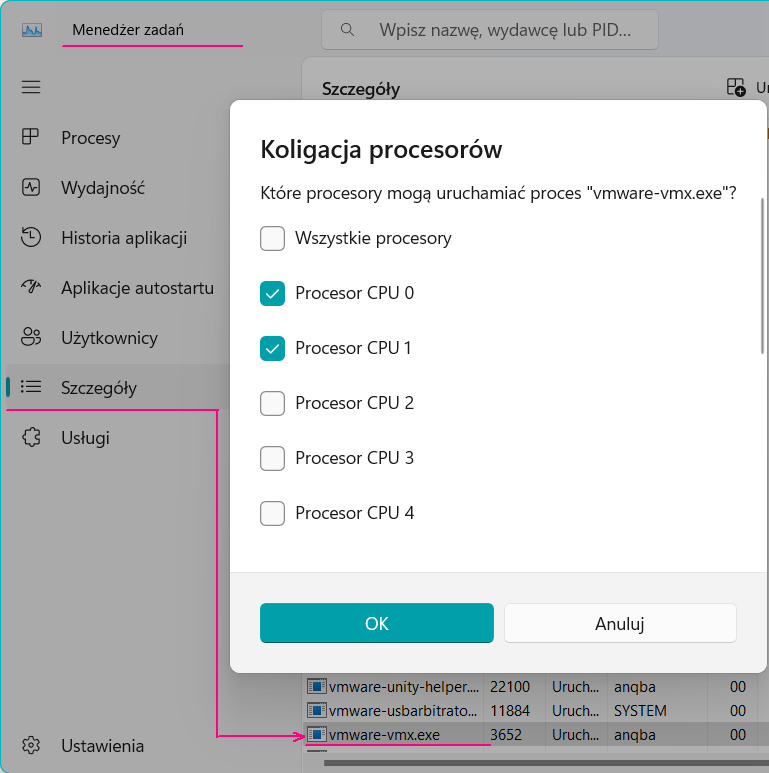 Menedżer zadań
Wpisz nazwę, wydawcę lub PID...
Szczegóły
Procesy
Wydajność
Historia aplikacji
Aplikacje autostartu
Użytkownicy
Szczegóły
Usługi
Ustawienia
Koligacja procesorów
Które procesory mogą uruchamiać proces "vmware-vmx.exe"?
Wszystkie procesory
Procesor CPU 0
Procesor CPU 1
Procesor CPU 2
Procesor CPU 3
Procesor CPU 4
OK Anuluj
vmware-unity-helper.... 22100 Uruch... anqba 00
vmware-usbarbitrato... 11884 Uruch... SYSTEM 00
vmware-vmx.exe 3652 Uruch... anqba 00